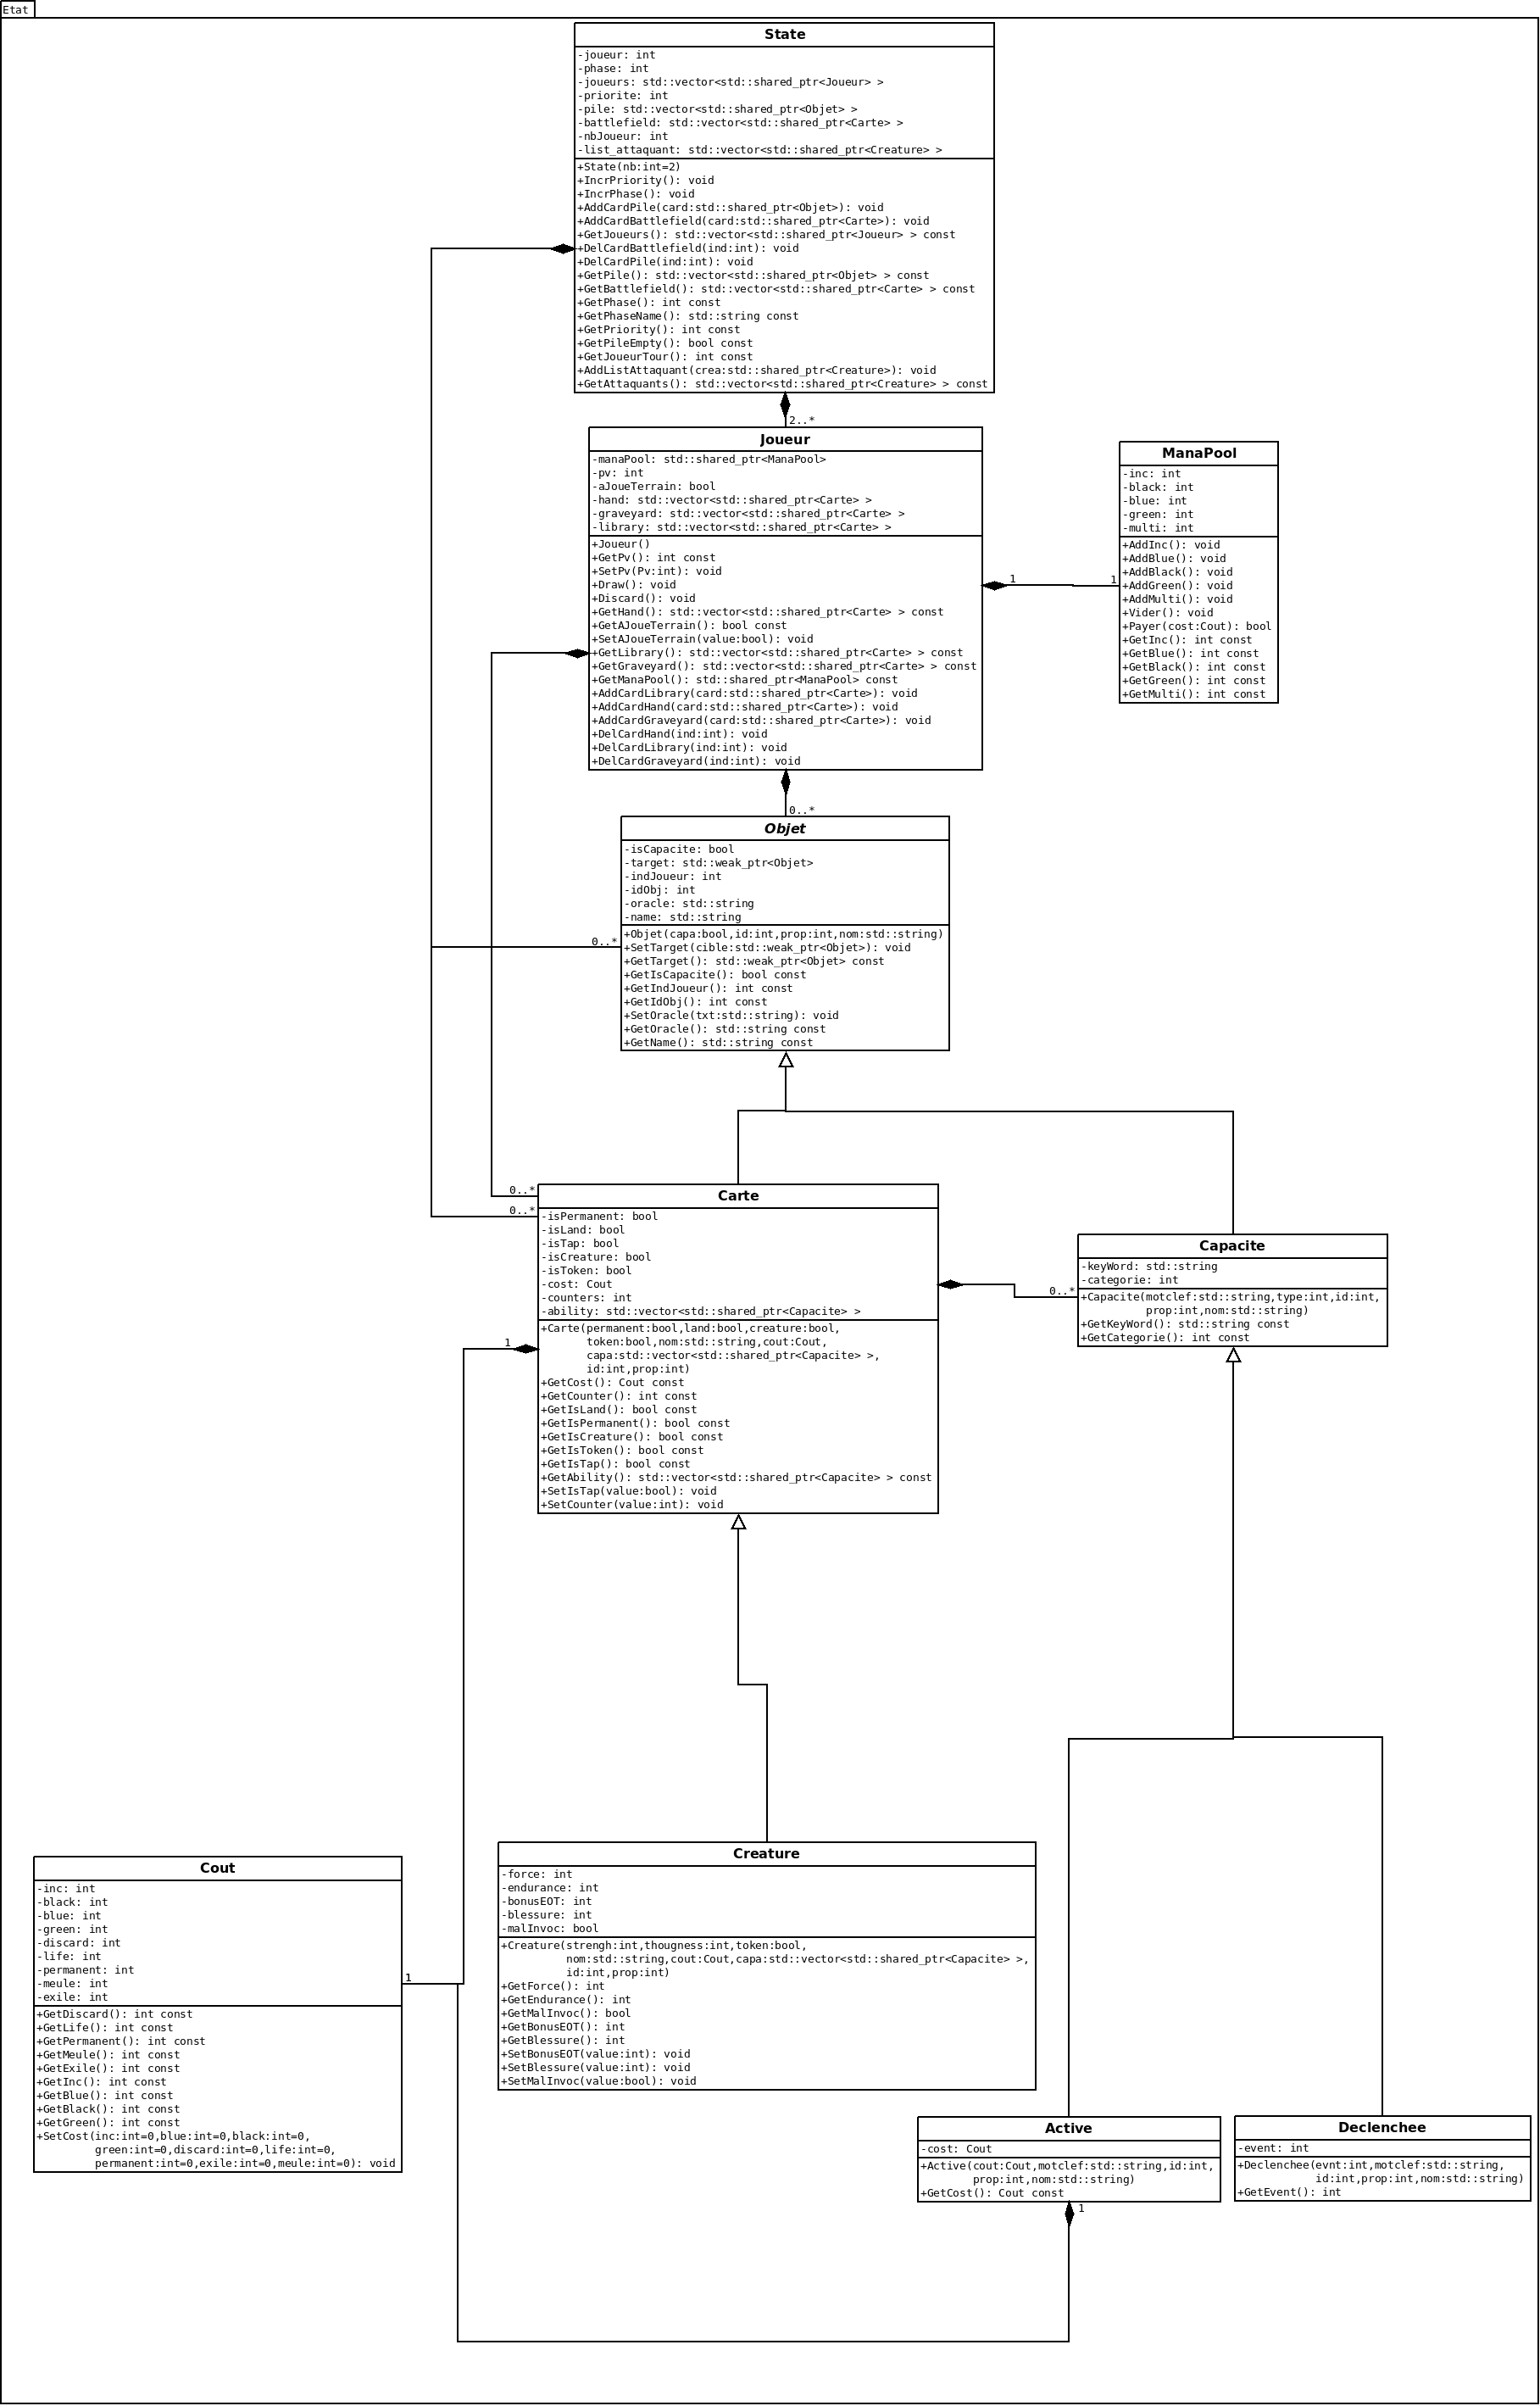 Etat
State
-joueur: int
-phase: int
-joueurs: std::vector<std::shared_ptr<Joueur> >
-priorite: int
-pile: std::vector<std::shared_ptr<Objet> >
-battlefield: std::vector<std::shared_ptr<Carte> >
-nbJoueur: int
-list_attaquant: std::vector<std::shared_ptr<Creature> >
+State(nb:int=2)
+IncrPriority(): void
+IncrPhase(): void
+AddCardPile(card:std::shared_ptr<Objet>): void
+AddCardBattlefield(card:std::shared_ptr<Carte>): void
+GetJoueurs(): std::vector<std::shared_ptr<Joueur> > const
+DelCardBattlefield(ind:int): void
+DelCardPile(ind:int): void
+GetPile(): std::vector<std::shared_ptr<Objet> > const
+GetBattlefield(): std::vector<std::shared_ptr<Carte> > const
+GetPhase(): int const
+GetPhaseName(): std::string const
+GetPriority(): int const
+GetPileEmpty(): bool const
+GetJoueurTour(): int const
+AddListAttaquant(crea:std::shared_ptr<Creature>): void
+GetAttaquants(): std::vector<std::shared_ptr<Creature> > const
2..*
Joueur
-manaPool: std::shared_ptr<ManaPool>
-pv: int
-aJoueTerrain: bool
-hand: std::vector<std::shared_ptr<Carte> >
-graveyard: std::vector<std::shared_ptr<Carte> >
-library: std::vector<std::shared_ptr<Carte> >
+Joueur()
+GetPv(): int const
+SetPv(Pv:int): void
+Draw(): void
+Discard(): void
+GetHand(): std::vector<std::shared_ptr<Carte> > const
+GetAJoueTerrain(): bool const
+SetAJoueTerrain(value:bool): void
+GetLibrary(): std::vector<std::shared_ptr<Carte> > const
+GetGraveyard(): std::vector<std::shared_ptr<Carte> > const
+GetManaPool(): std::shared_ptr<ManaPool> const
+AddCardLibrary(card:std::shared_ptr<Carte>): void
+AddCardHand(card:std::shared_ptr<Carte>): void
+AddCardGraveyard(card:std::shared_ptr<Carte>): void
+DelCardHand(ind:int): void
+DelCardLibrary(ind:int): void
+DelCardGraveyard(ind:int): void
1
1
ManaPool
-inc: int
-black: int
-blue: int
-green: int
-multi: int
+AddInc(): void
+AddBlue(): void
+AddBlack(): void
+AddGreen(): void
+AddMulti(): void
+Vider(): void
+Payer(cost:Cout): bool
+GetInc(): int const
+GetBlue(): int const
+GetBlack(): int const
+GetGreen(): int const
+GetMulti(): int const
0..*
Objet
-isCapacite: bool
-target: std::weak_ptr<Objet>
-indJoueur: int
-idObj: int
-oracle: std::string
-name: std::string
+Objet(capa:bool,id:int,prop:int,nom:std::string)
+SetTarget(cible:std::weak_ptr<Objet>): void
+GetTarget(): std::weak_ptr<Objet> const
+GetIsCapacite(): bool const
+GetIndJoueur(): int const
+GetIdObj(): int const
+SetOracle(txt:std::string): void
+GetOracle(): std::string const
+GetName(): std::string const
0..*
0..*
0..*
Carte
-isPermanent: bool
-isLand: bool
-isTap: bool
-isCreature: bool
-isToken: bool
-cost: Cout
-counters: int
-ability: std::vector<std::shared_ptr<Capacite> >
+Carte(permanent:bool,land:bool,creature:bool,
token:bool,nom:std::string,cout:Cout,
capa:std::vector<std::shared_ptr<Capacite> >,
id:int,prop:int)
+GetCost(): Cout const
+GetCounter(): int const
+GetIsLand(): bool const
+GetIsPermanent(): bool const
+GetIsCreature(): bool const
+GetIsToken(): bool const
+GetIsTap(): bool const
+GetAbility(): std::vector<std::shared_ptr<Capacite> > const
+SetIsTap(value:bool): void
+SetCounter(value:int): void
1
0..*
Capacite
-keyWord: std::string
-categorie: int
+Capacite(motclef:std::string,type:int,id:int,
prop:int,nom:std::string)
+GetKeyWord(): std::string const
+GetCategorie(): int const
Cout
-inc: int
-black: int
-blue: int
-green: int
-discard: int
-life: int
-permanent: int
-meule: int
-exile: int
+GetDiscard(): int const
+GetLife(): int const
+GetPermanent(): int const
+GetMeule(): int const
+GetExile(): int const
+GetInc(): int const
+GetBlue(): int const
+GetBlack(): int const
+GetGreen(): int const
+SetCost(inc:int=0,blue:int=0,black:int=0,
green:int=0,discard:int=0,life:int=0,
permanent:int=0,exile:int=0,meule:int=0): void
1
Creature
-force: int
-endurance: int
-bonusEOT: int
-blessure: int
-malInvoc: bool
+Creature(strengh:int,thougness:int,token:bool,
nom:std::string,cout:Cout,capa:std::vector<std::shared_ptr<Capacite> >,
id:int,prop:int)
+GetForce(): int
+GetEndurance(): int
+GetMalInvoc(): bool
+GetBonusEOT(): int
+GetBlessure(): int
+SetBonusEOT(value:int): void
+SetBlessure(value:int): void
+SetMalInvoc(value:bool): void
Active
-cost: Cout
+Active(cout:Cout,motclef:std::string,id:int,
prop:int,nom:std::string)
+GetCost(): Cout const
1
Declenchee
-event: int
+Declenchee(evnt:int,motclef:std::string,
id:int,prop:int,nom:std::string)
+GetEvent(): int